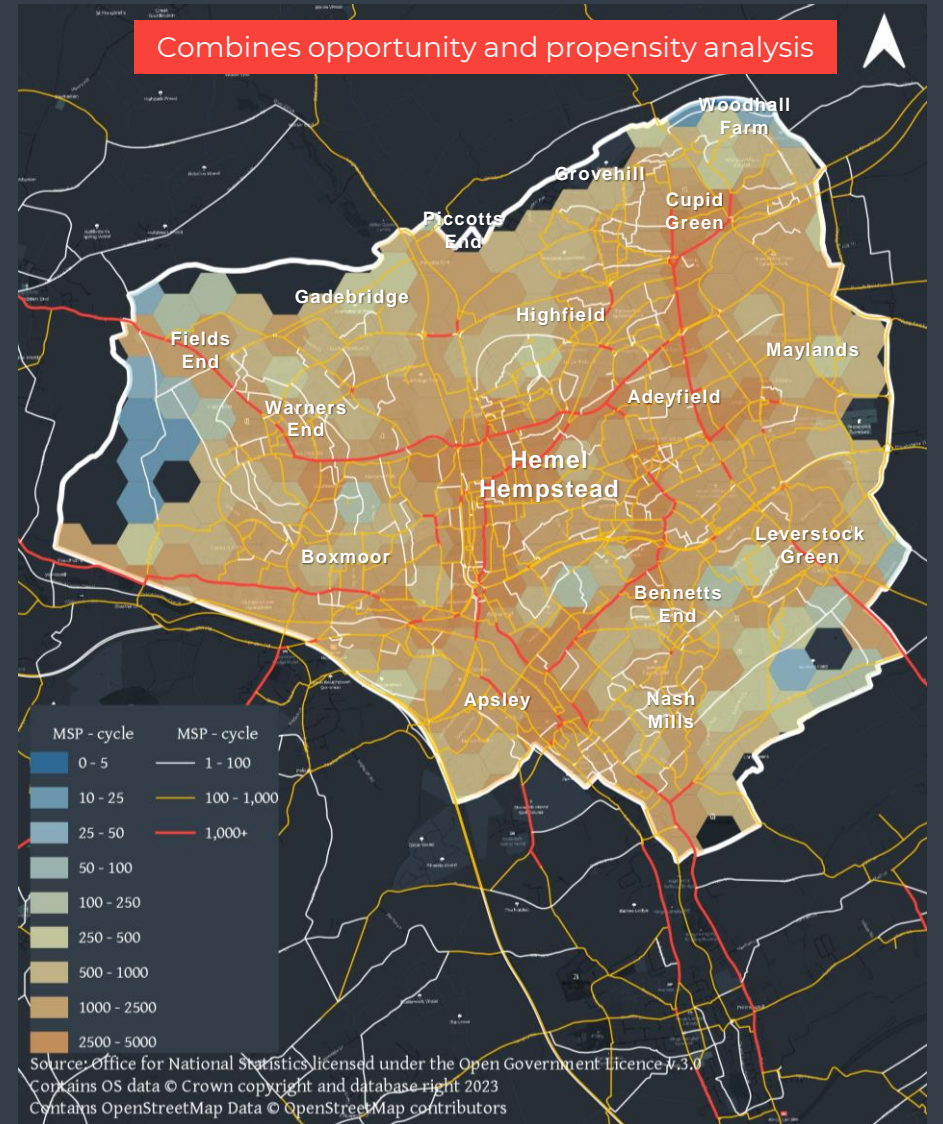 Combines opportunity and propensity analysis
Woodhall
Farm
Grovehill
Cupid
Green
Piccotts
End
Gadebridge
Highfield
Fields
End
Maylands
Adeyfield
Warners
End
Hemel
Hempstead
Leverstock
Green
Boxmoor
Bennetts
End
Apsley
Nash
Mills
MSP - cycle MSP - cycle
0 - 5 1 - 100
10 - 25 100 - 1,000
25 - 50 1,000+
50 - 100
100 - 250
250 - 500
500 - 1000
1000 - 2500
2500 - 5000
Source: Office for National Statistics licensed under the Open Government Licence v.3.0
Contains OS data © Crown copyright and database right 2023
Contains OpenStreetMap Data © OpenStreetMap contributors